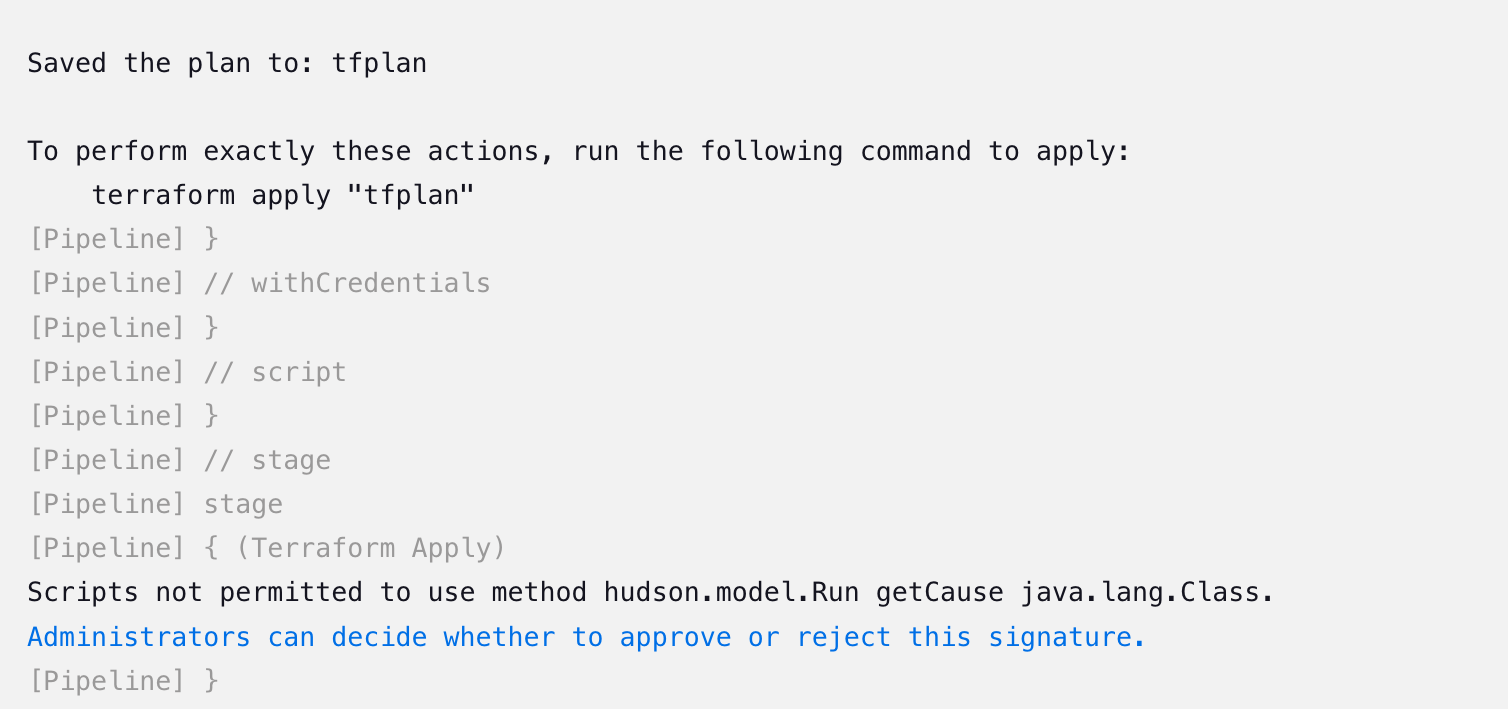 Saved the plan to: tfplan
To perform exactly these actions, run the following command to apply:
    terraform apply "tfplan"
[Pipeline] }
[Pipeline] // withCredentials
[Pipeline] }
[Pipeline] // script
[Pipeline] }
[Pipeline] // stage
[Pipeline] stage
[Pipeline] { (Terraform Apply)
Scripts not permitted to use method hudson.model.Run getCause java.lang.Class.
Administrators can decide whether to approve or reject this signature.
[Pipeline] }